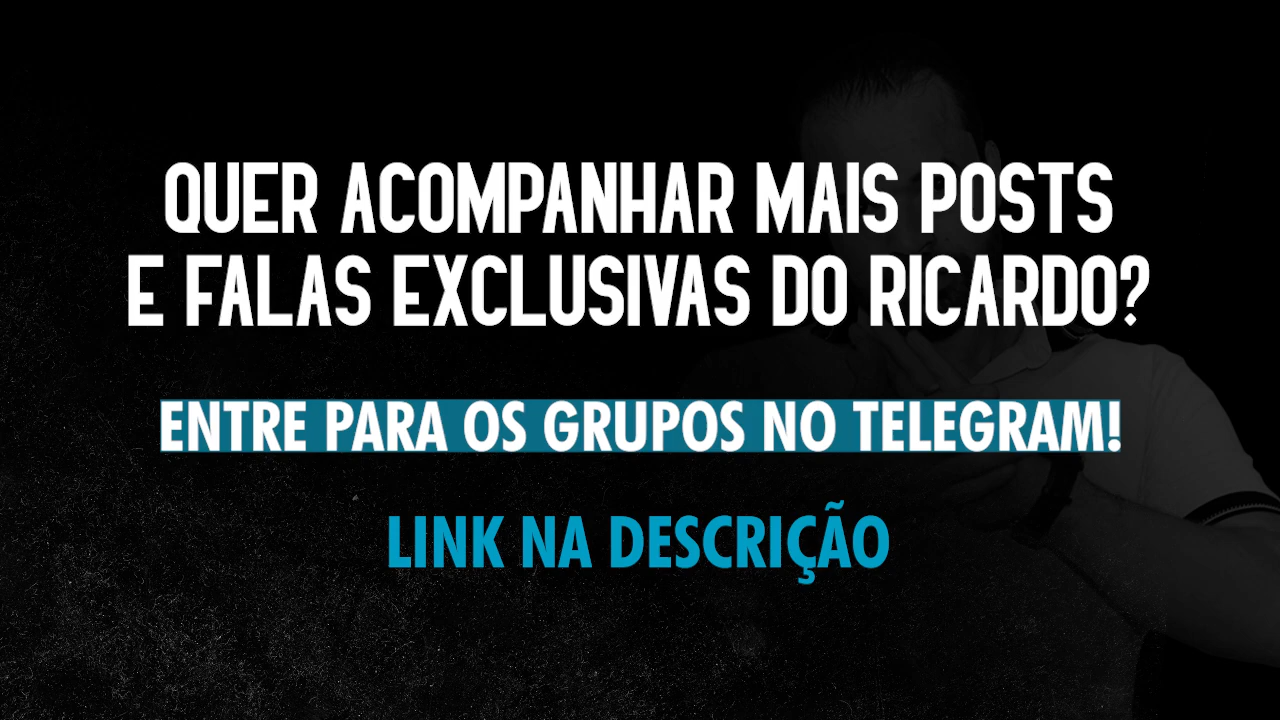 QUER ACOMPANHAR MAIS POSTS
E FALAS EXCLUSIVAS DO RICARDO?
ENTRE PARA OS GRUPOS NO TELEGRAM!
LINK NA DESCRIÇÃO